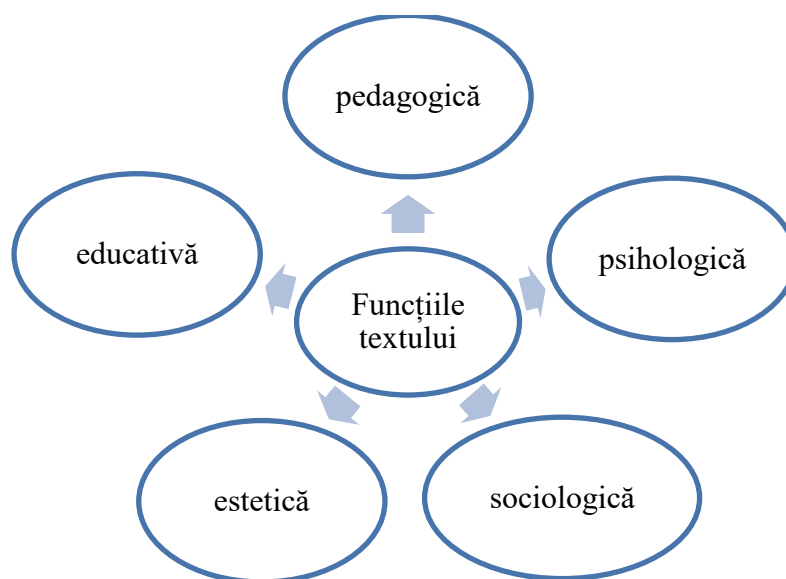 pedagogică
educativă
psihologică
Funcțiile
textului
estetică
sociologică